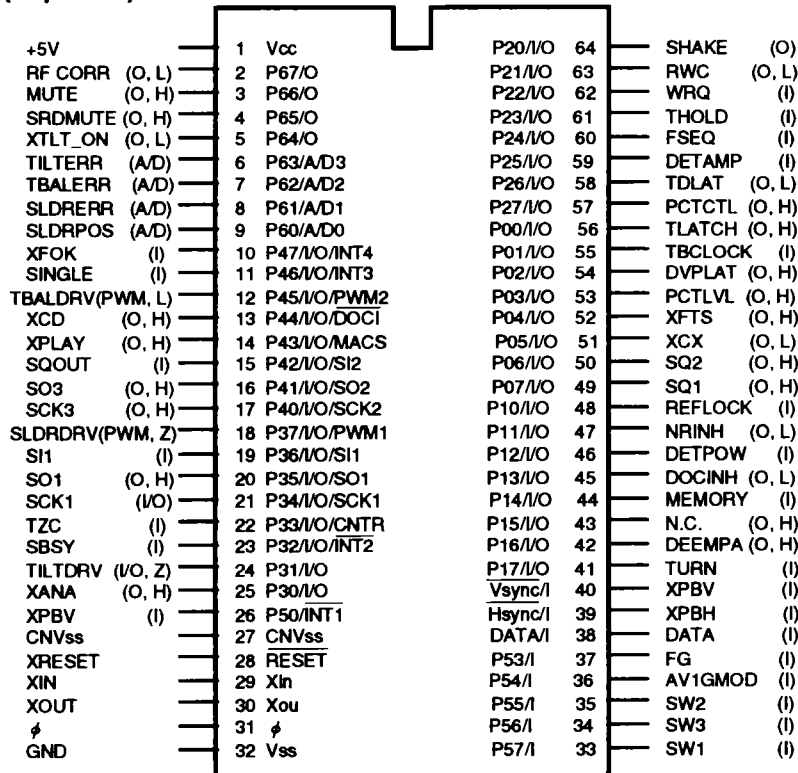 +5V 1 Vcc P20/I/O 64 SHAKE (O)
RF CORR (O, L) 2 P67/O P21/I/O 63 RWC (O, L)
MUTE (O, H) 3 P66/O P22/I/O 62 WRQ (I)
SRDMUTE (O, H) 4 P65/O P23/I/O 61 THOLD (I)
XTLT_ON (O, L) 5 P64/O P24/I/O 60 FSEQ (I)
TILTERR (A/D) 6 P63/A/D3 P25/I/O 59 DETAMP (I)
TBALERR (A/D) 7 P62/A/D2 P26/I/O 58 TDLAT (O, L)
SLDRERR (A/D) 8 P61/A/D1 P27/I/O 57 PCTCTL (O, H)
SLDRPOS (A/D) 9 P60/A/D0 P00/I/O 56 TLATCH (O, H)
XFOK (I) 10 P47/I/O/INT4 P01/I/O 55 TBCLOCK (I)
SINGLE (I) 11 P46/I/O/INT3 P02/I/O 54 DVPLAT (O, H)
TBALDRV(PWM, L) 12 P45/I/O/PWM2 P03/I/O 53 PCTLVL (O, H)
XCD (O, H) 13 P44/I/O/DOCI P04/I/O 52 XFTS (O, H)
XPLAY (O, H) 14 P43/I/O/MACS P05/I/O 51 XCX (O, L)
SQOUT (I) 15 P42/I/O/SI2 P06/I/O 50 SQ2 (O, H)
SO3 (O, H) 16 P41/I/O/SO2 P07/I/O 49 SQ1 (O, H)
SCK3 (O, H) 17 P40/I/O/SCK2 P10/I/O 48 REFLOCK (I)
SLDRDRV(PWM, Z) 18 P37/I/O/PWM1 P11/I/O 47 NRINH (O, L)
SI1 (I) 19 P36/I/O/SI1 P12/I/O 46 DETPOW (I)
SO1 (O, H) 20 P35/I/O/SO1 P13/I/O 45 DOCINH (O, L)
SCK1 (I/O) 21 P34/I/O/SCK1 P14/I/O 44 MEMORY (I)
TZC (I) 22 P33/I/O/CNTR P15/I/O 43 N.C. (O, H)
SBSY (I) 23 P32/I/O/INT2 P16/I/O 42 DEEMPA (O, H)
TILTDRV (I/O, Z) 24 P31/I/O P17/I/O 41 TURN (I)
XANA (O, H) 25 P30/I/O Vsync/I 40 XPBV (I)
XPBV (I) 26 P50/INT1 Hsync/I 39 XPBH (I)
CNVss 27 CNVss DATA/I 38 DATA (I)
XRESET 28 RESET P53/I 37 FG (I)
XIN 29 Xin P54/I 36 AV1GMOD (I)
XOUT 30 Xou P55/I 35 SW2 (I)
ϕ 31 ϕ P56/I 34 SW3 (I)
GND 32 Vss P57/I 33 SW1 (I)